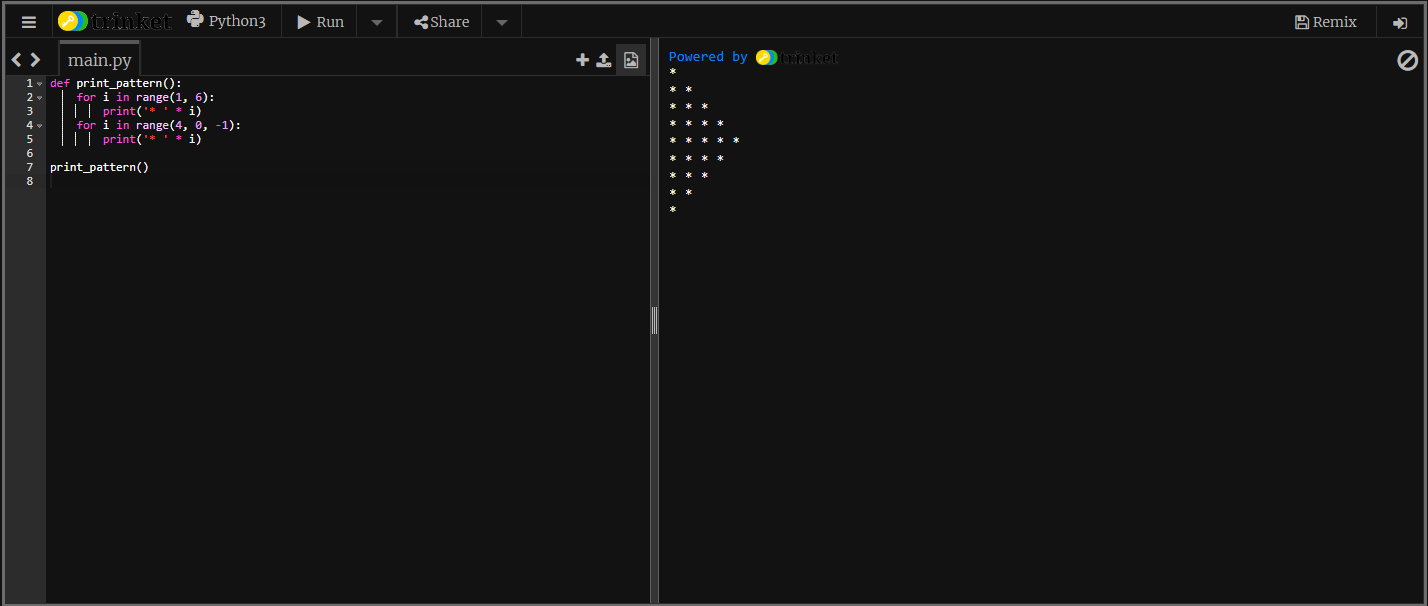 trinket Python3 Run Share Remix
main.py
1 def print_pattern():
2     for i in range(1, 6):
3         print('* ' * i)
4     for i in range(4, 0, -1):
5         print('* ' * i)
6
7 print_pattern()
8
Powered by trinket
*
* *
* * *
* * * *
* * * * *
* * * *
* * *
* *
*